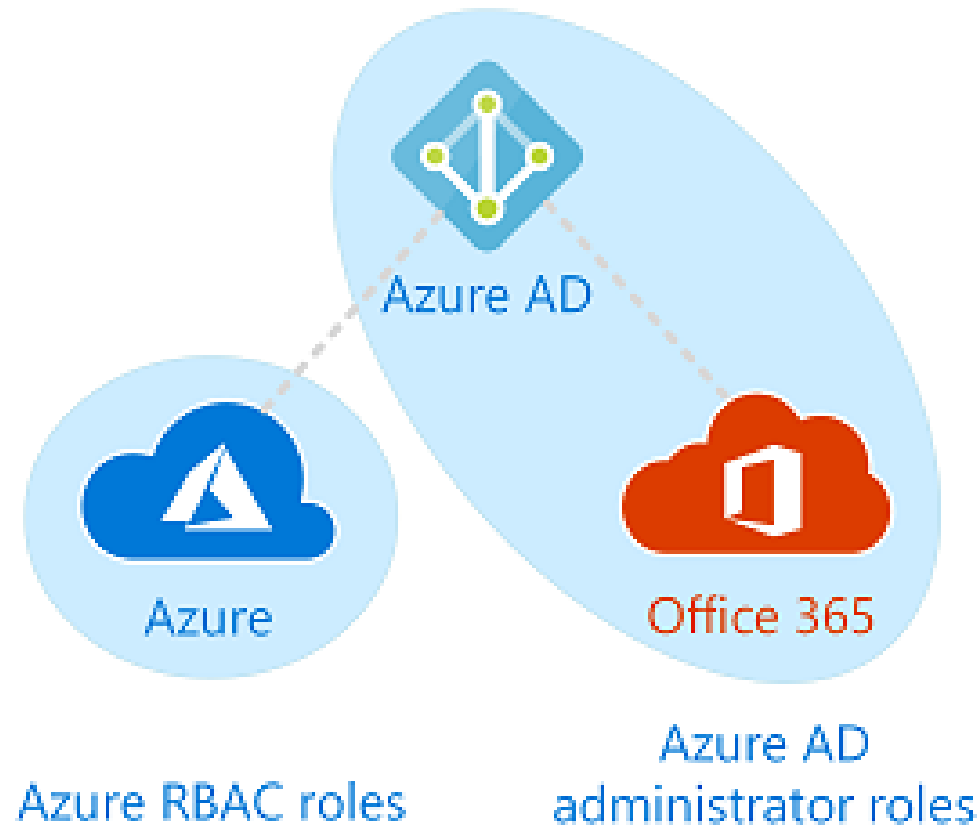 Azure AD
Azure
Office 365
Azure RBAC roles
Azure AD
administrator roles